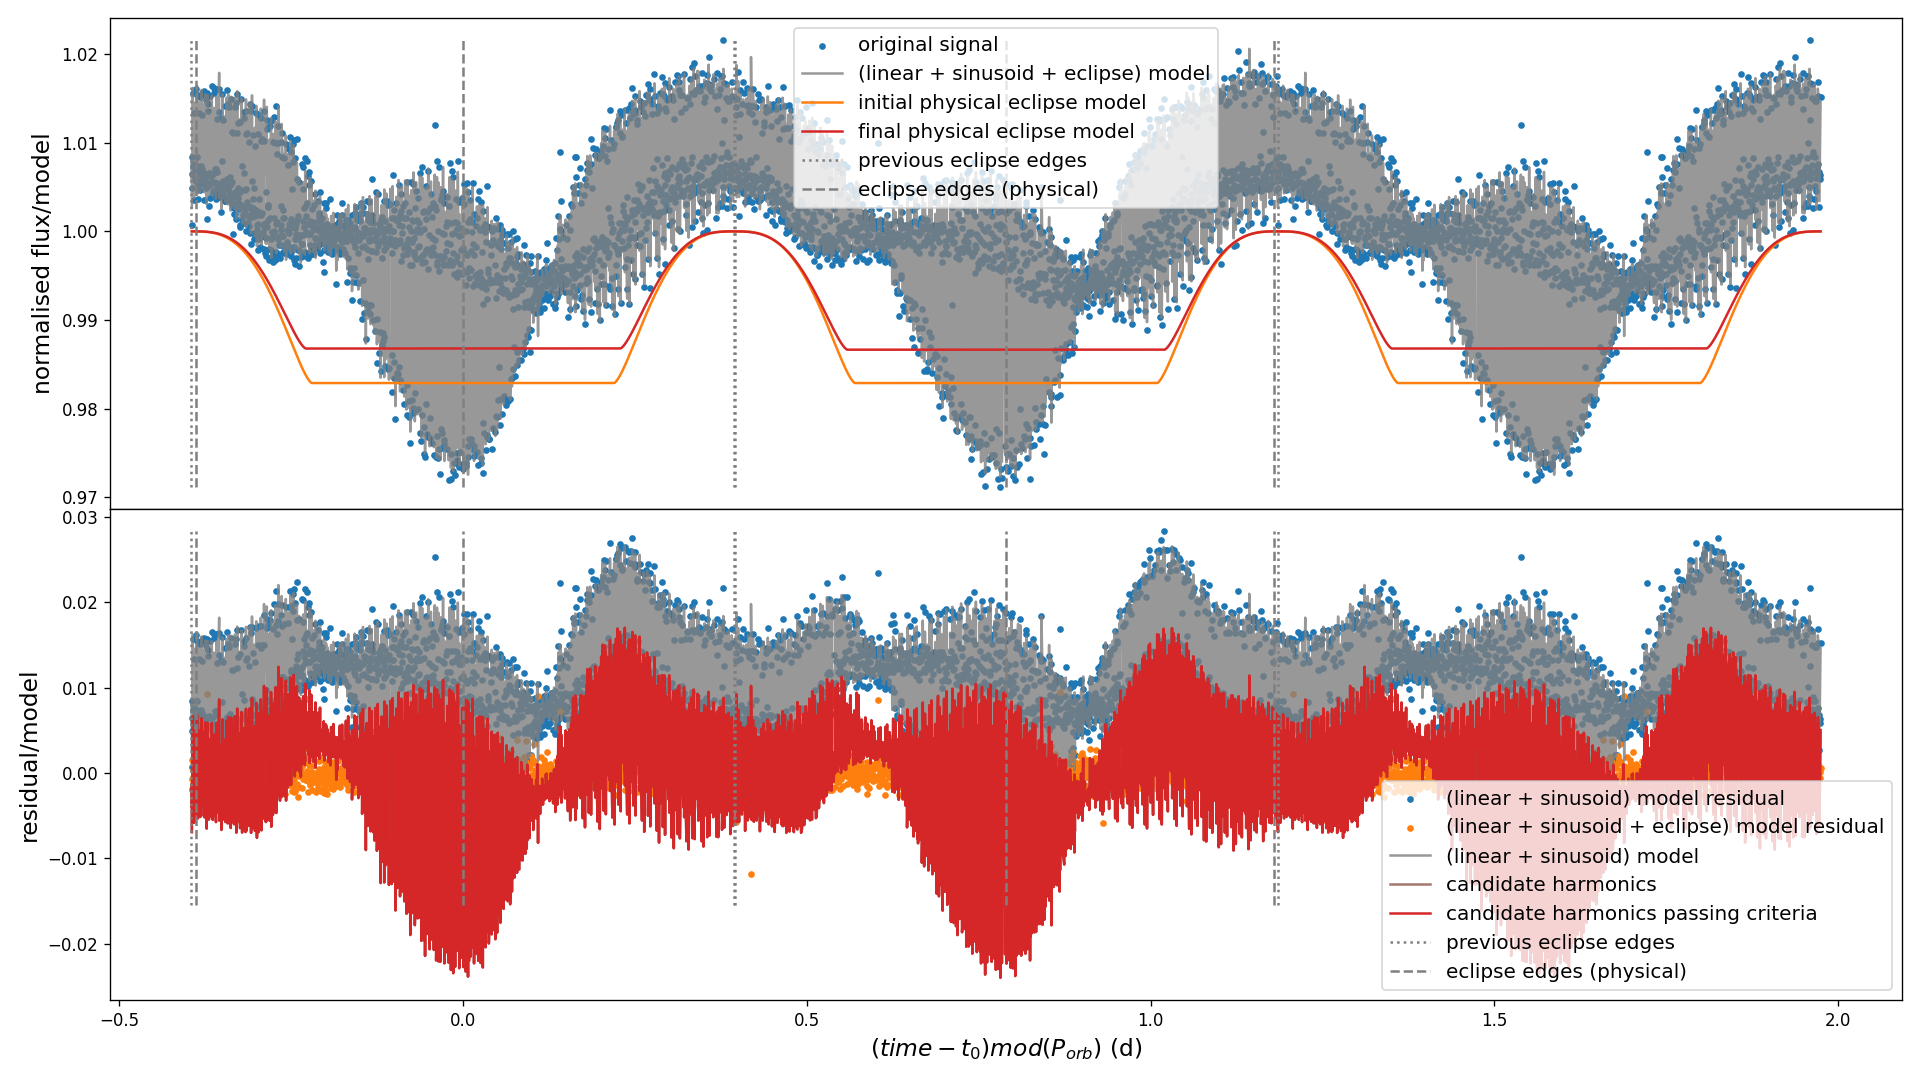 normalised flux/model
1.02
1.01
1.00
0.99
0.98
0.97
original signal
(linear + sinusoid + eclipse) model
initial physical eclipse model
final physical eclipse model
previous eclipse edges
eclipse edges (physical)
residual/model
0.03
0.02
0.01
0.00
−0.01
−0.02
(linear + sinusoid) model residual
(linear + sinusoid + eclipse) model residual
(linear + sinusoid) model
candidate harmonics
candidate harmonics passing criteria
previous eclipse edges
eclipse edges (physical)
−0.5
0.0
0.5
1.0
1.5
2.0
(time − t₀)mod(P_orb) (d)